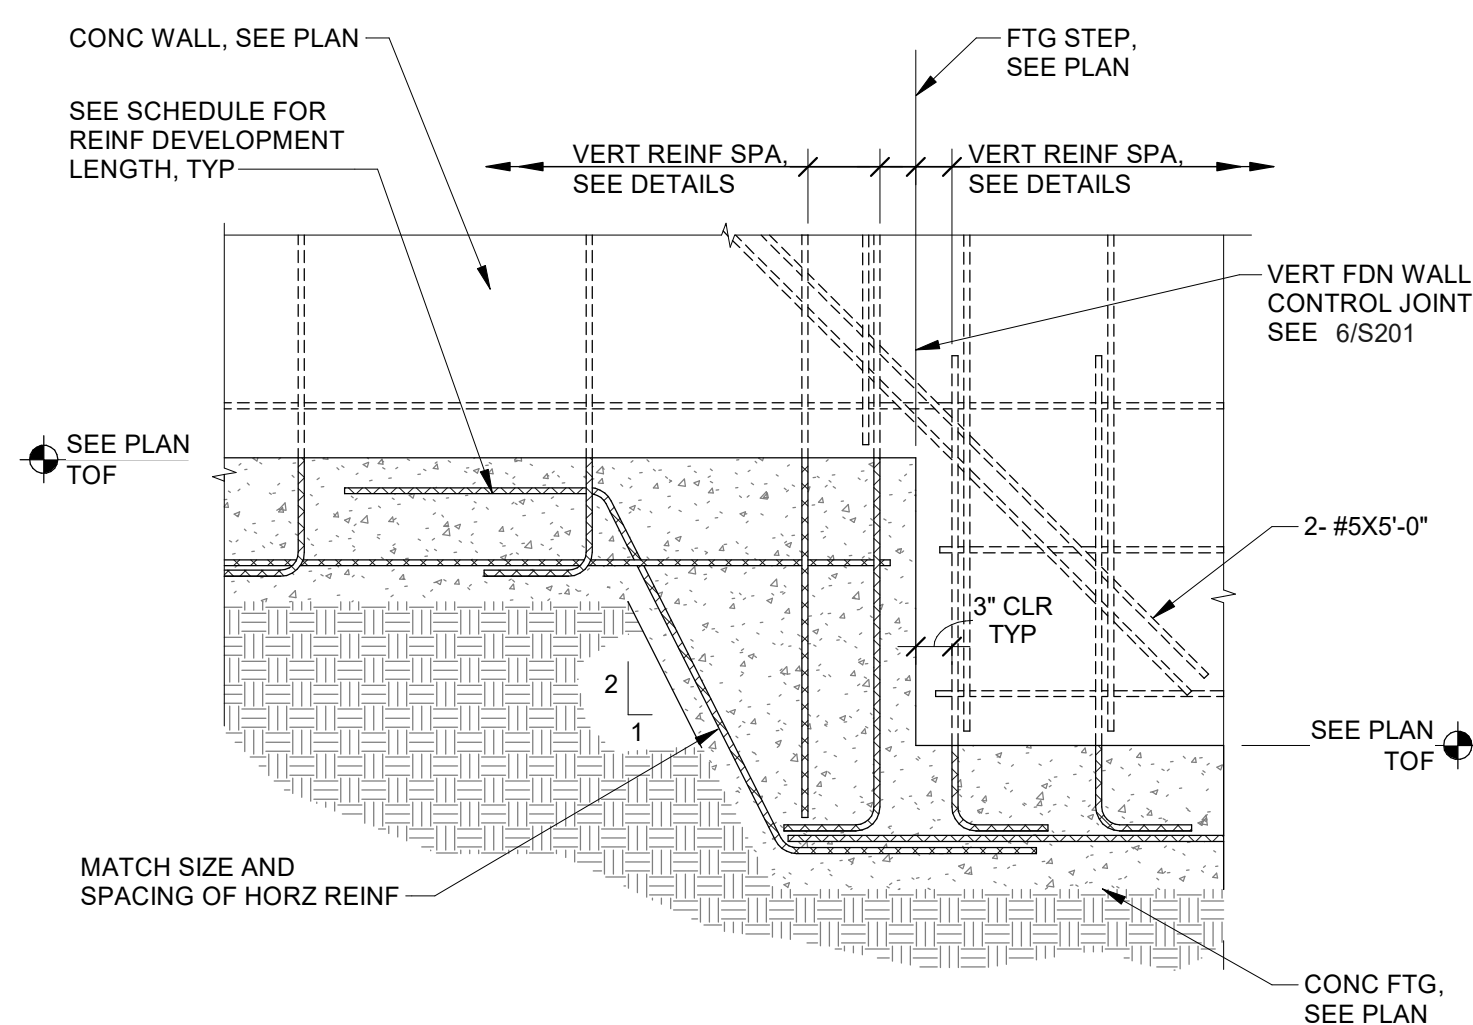 CONC WALL, SEE PLAN
FTG STEP,
SEE PLAN
SEE SCHEDULE FOR
REINF DEVELOPMENT
LENGTH, TYP
VERT REINF SPA,
SEE DETAILS
VERT REINF SPA,
SEE DETAILS
VERT FDN WALL
CONTROL JOINT
SEE 6/S201
SEE PLAN
TOF
2- #5X5'-0"
3" CLR
TYP
2
1
SEE PLAN
TOF
MATCH SIZE AND
SPACING OF HORZ REINF
CONC FTG,
SEE PLAN